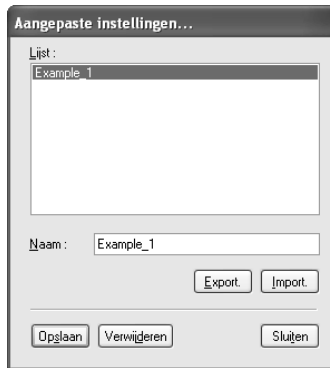 Aangepaste instellingen...
Lijst :
Example_1
Naam : Example_1
Export. Import.
Opslaan Verwijderen Sluiten